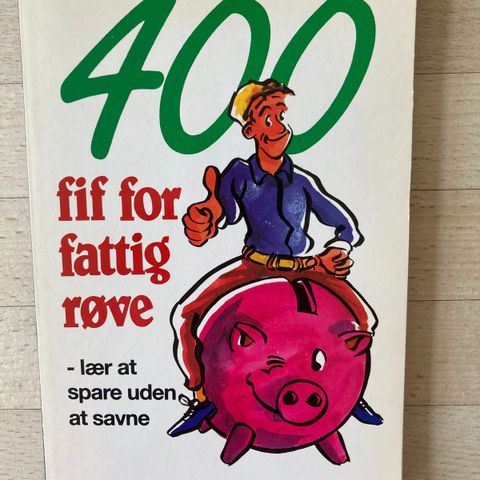 400
fif for
fattig
røve
- lær at
spare uden
at savne